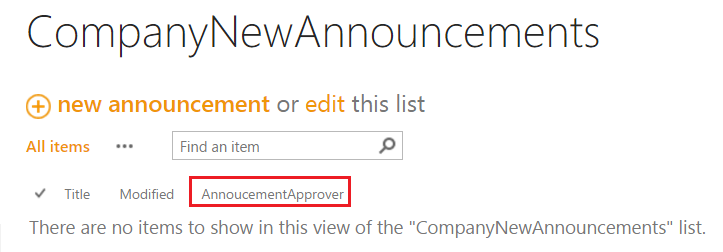 CompanyNewAnnouncements
new announcement or edit this list
All items ••• Find an item
Title Modified AnnoucementApprover
There are no items to show in this view of the "CompanyNewAnnouncements" list.